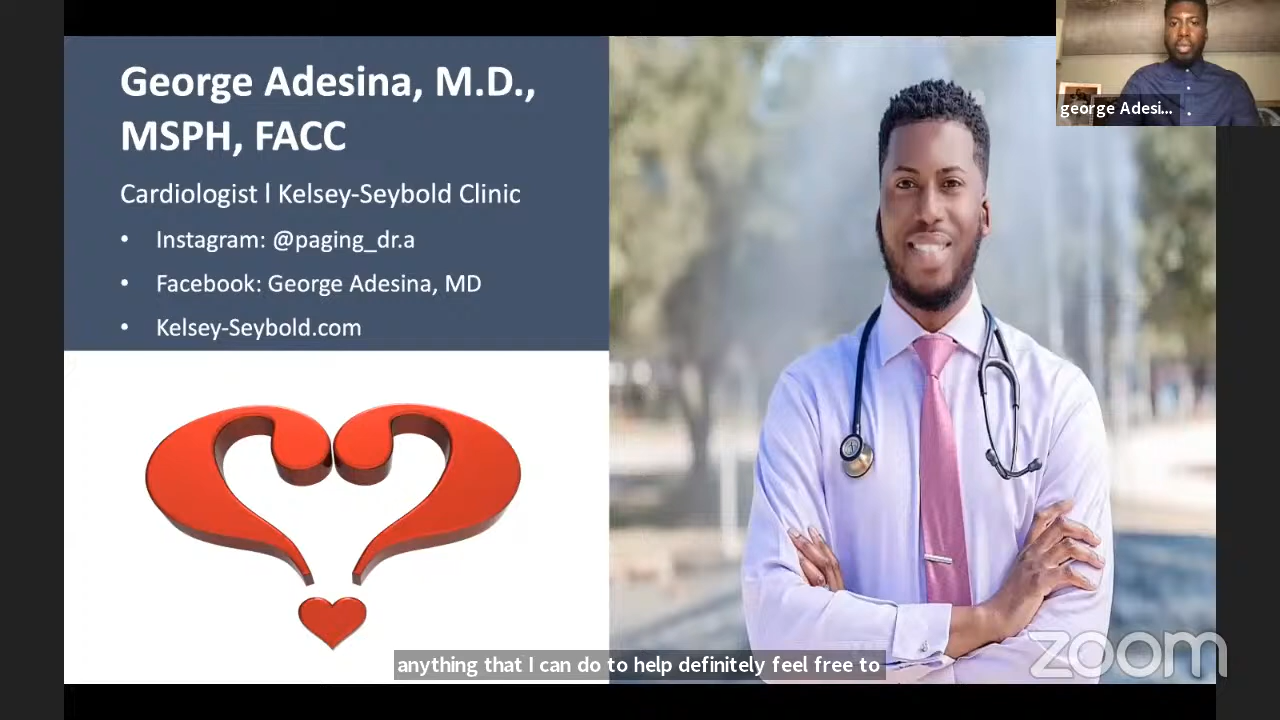 George Adesina, M.D.,
MSPH, FACC
Cardiologist l Kelsey-Seybold Clinic
• Instagram: @paging_dr.a
• Facebook: George Adesina, MD
• Kelsey-Seybold.com
george Adesi...
anything that I can do to help definitely feel free to
zoom